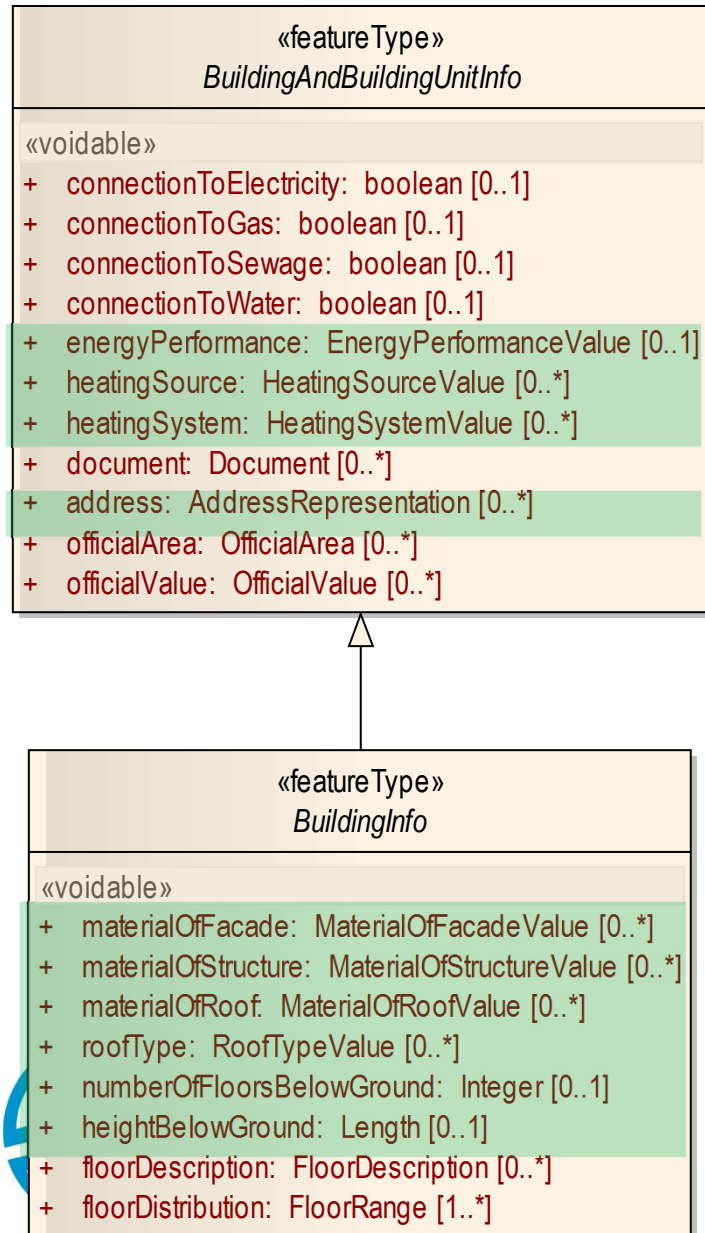 «featureType»
BuildingAndBuildingUnitInfo
«voidable»
+ connectionToElectricity: boolean [0..1]
+ connectionToGas: boolean [0..1]
+ connectionToSewage: boolean [0..1]
+ connectionToWater: boolean [0..1]
+ energyPerformance: EnergyPerformanceValue [0..1]
+ heatingSource: HeatingSourceValue [0..*]
+ heatingSystem: HeatingSystemValue [0..*]
+ document: Document [0..*]
+ address: AddressRepresentation [0..*]
+ officialArea: OfficialArea [0..*]
+ officialValue: OfficialValue [0..*]
«featureType»
BuildingInfo
«voidable»
+ materialOfFacade: MaterialOfFacadeValue [0..*]
+ materialOfStructure: MaterialOfStructureValue [0..*]
+ materialOfRoof: MaterialOfRoofValue [0..*]
+ roofType: RoofTypeValue [0..*]
+ numberOfFloorsBelowGround: Integer [0..1]
+ heightBelowGround: Length [0..1]
+ floorDescription: FloorDescription [0..*]
+ floorDistribution: FloorRange [1..*]